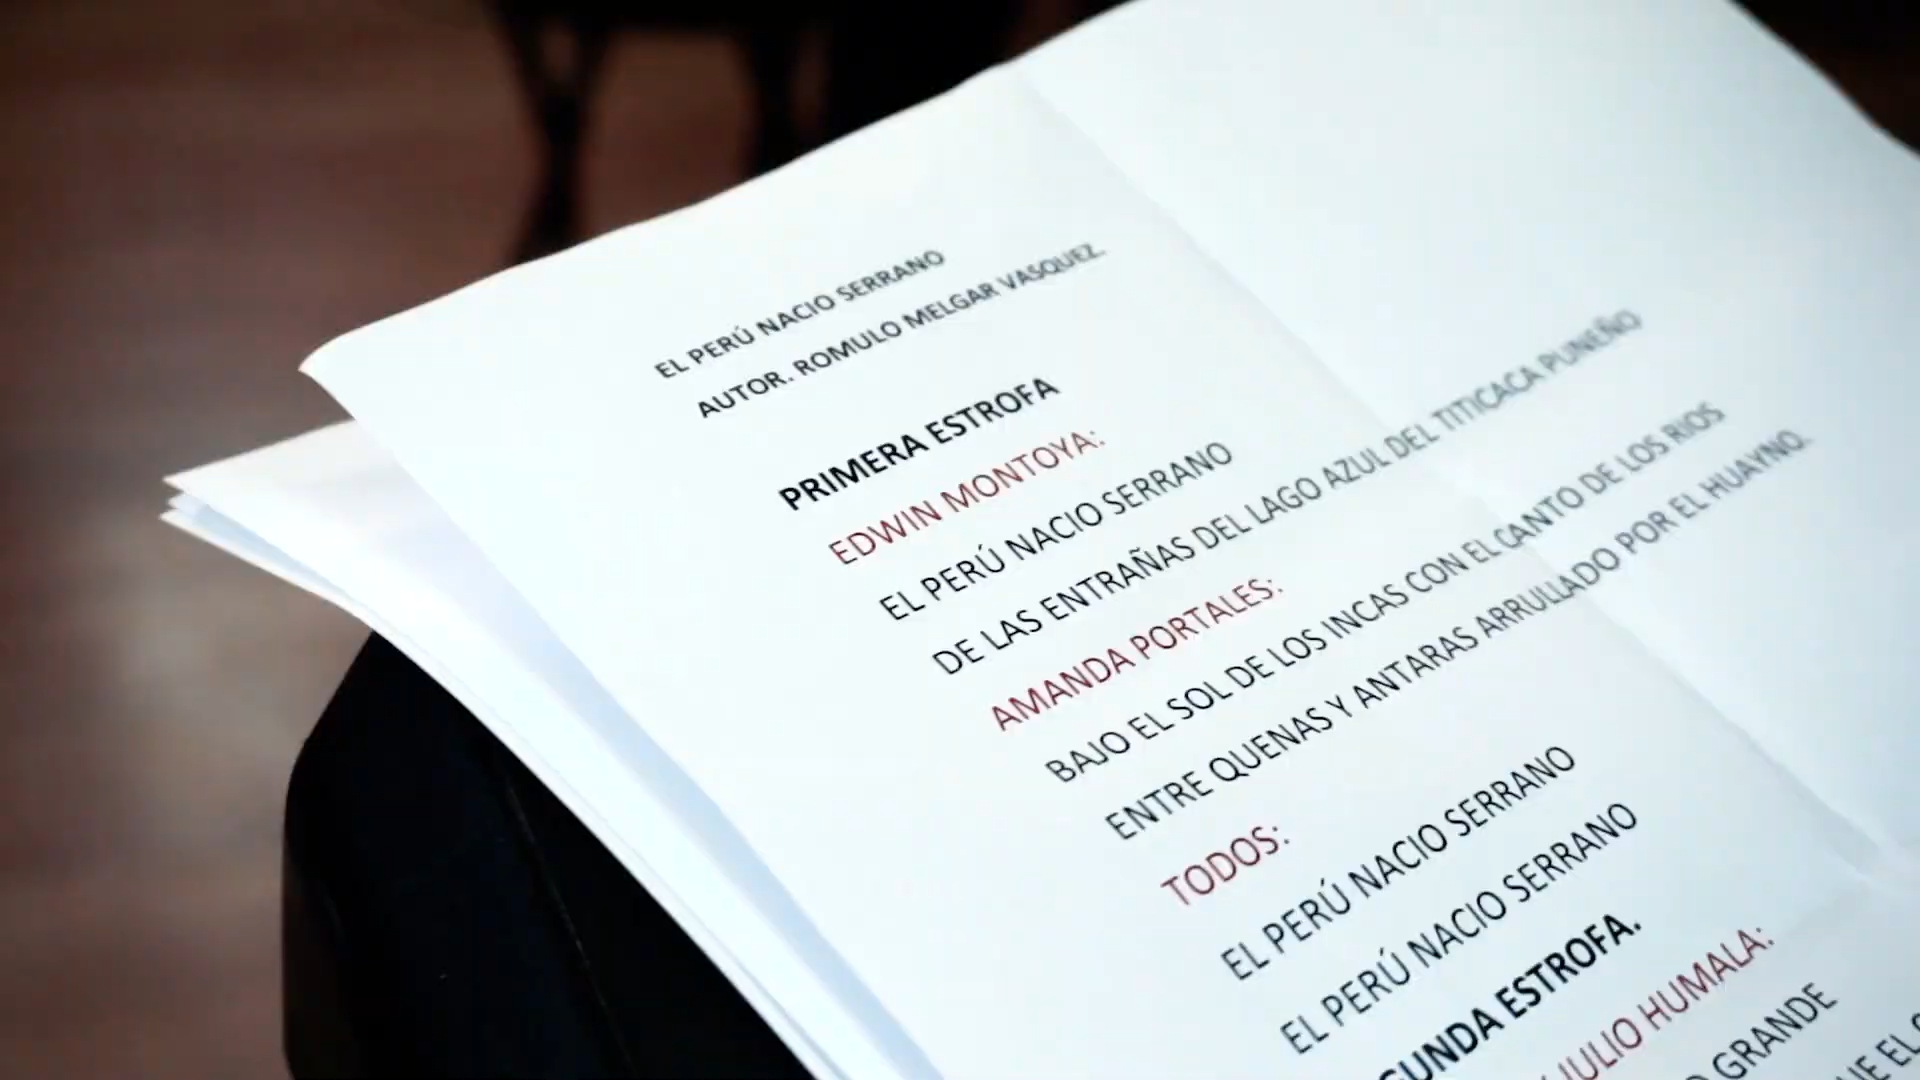 EL PERÚ NACIO SERRANO
AUTOR. ROMULO MELGAR VASQUEZ.
PRIMERA ESTROFA
EDWIN MONTOYA:
EL PERÚ NACIO SERRANO
DE LAS ENTRAÑAS DEL LAGO AZUL DEL TITICACA PUNEÑO
AMANDA PORTALES:
BAJO EL SOL DE LOS INCAS CON EL CANTO DE LOS RIOS
ENTRE QUENAS Y ANTARAS ARRULLADO POR EL HUAYNO.
TODOS:
EL PERÚ NACIO SERRANO
EL PERÚ NACIO SERRANO
GUNDA ESTROFA.
JULIO HUMALA:
GRANDE